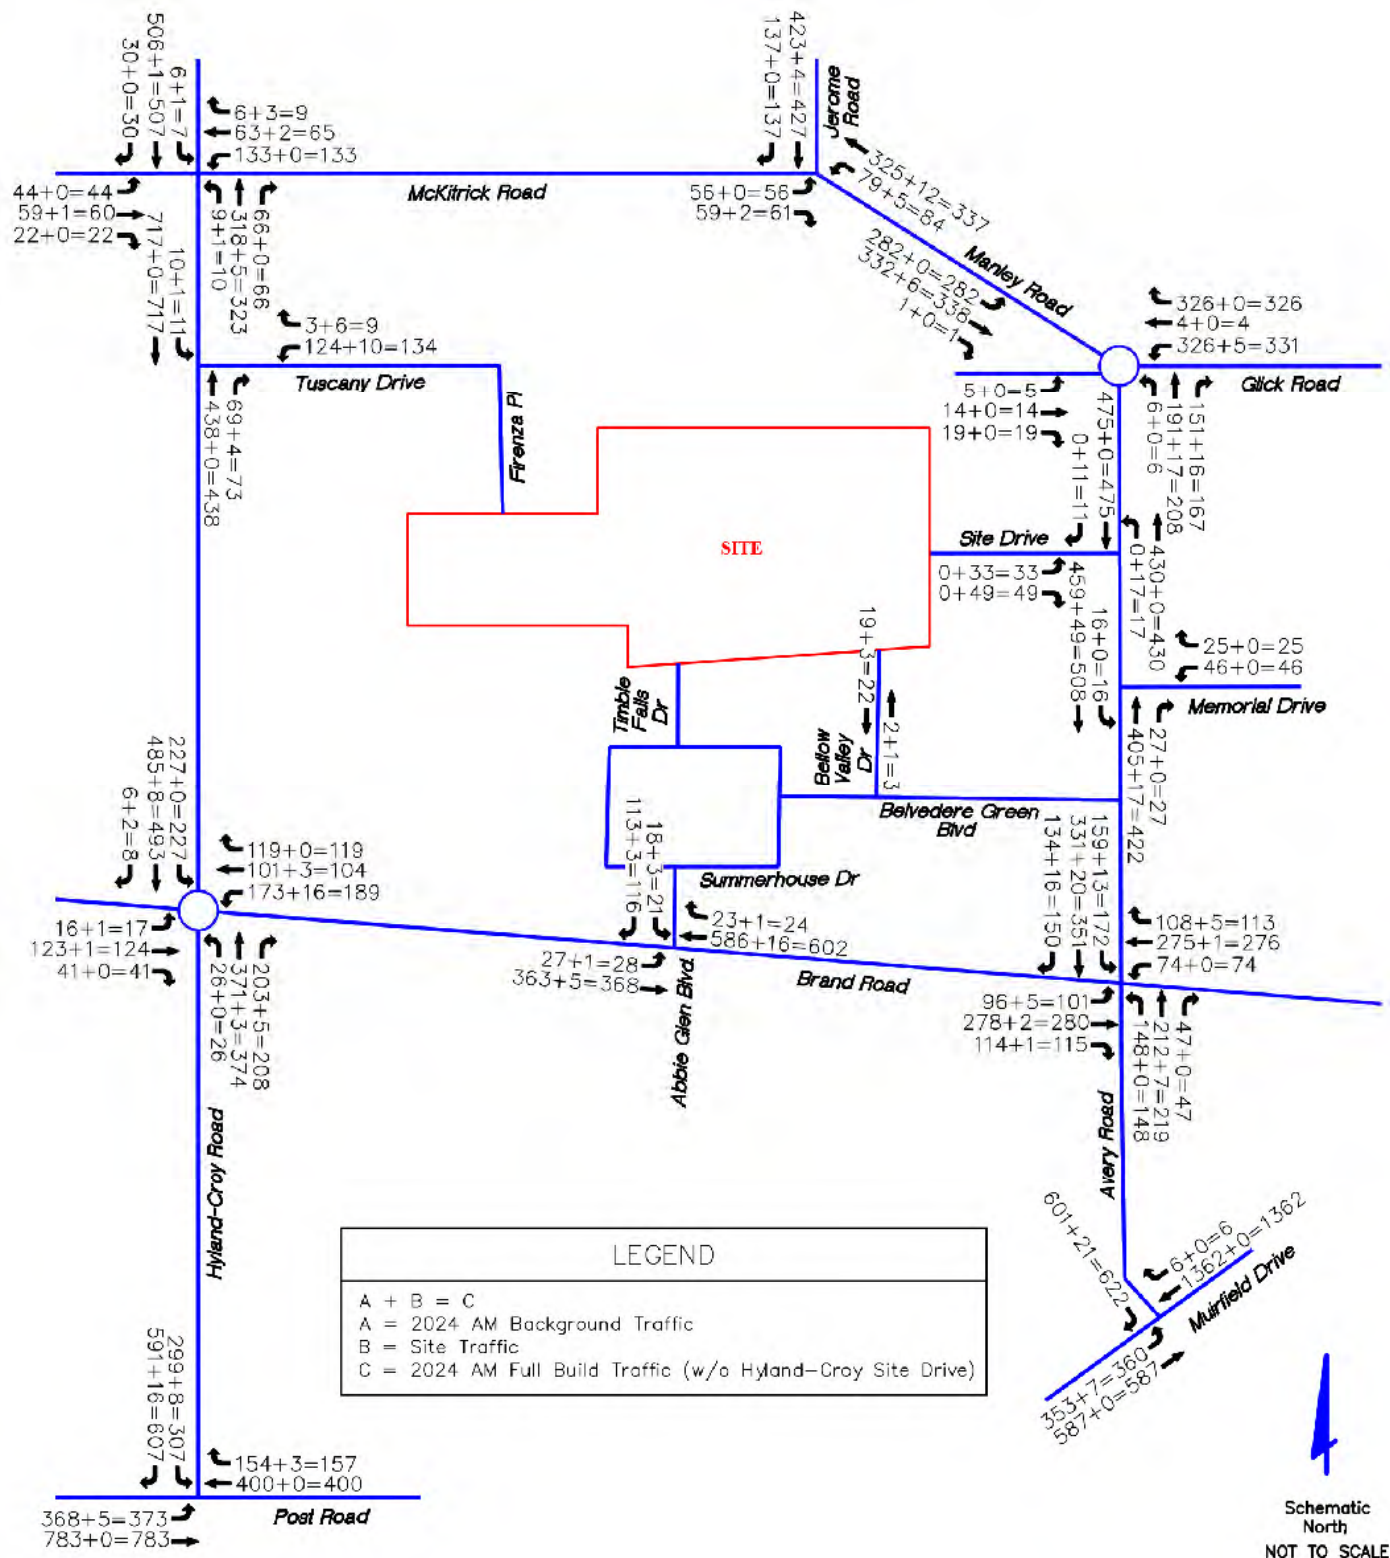 506+1=507
30+0=30
6+1=7
6+3=9
63+2=65
133+0=133
423+4=427
137+0=137
Jerome
Road
325+12=337
79+5=84
McKitrick Road
44+0=44
59+1=60
22+0=22
56+0=56
59+2=61
717+0=717
10+1=11
9+1=10
318+5=323
66+0=66
282+0=282
332+6=338
1+0=1
Manley Road
326+0=326
4+0=4
326+5=331
3+6=9
124+10=134
Tuscany Drive
Glick Road
5+0=5
14+0=14
19+0=19
438+0=438
69+4=73
Firenza Pl
0+11=11
475+0=475
6+0=6
191+17=208
151+16=167
SITE
Site Drive
0+33=33
0+49=49
0+17=17
430+0=430
459+49=508
16+0=16
25+0=25
46+0=46
Memorial Drive
19+3=22
2+1=3
Timble
Falls
Dr
Bellow
Valley
Dr
405+17=422
27+0=27
227+0=227
485+8=493
6+2=8
Belvedere Green
Blvd
113+3=116
18+3=21
134+16=150
331+20=351
159+13=172
119+0=119
101+3=104
173+16=189
Summerhouse Dr
16+1=17
123+1=124
41+0=41
23+1=24
586+16=602
108+5=113
275+1=276
74+0=74
27+1=28
363+5=368
Brand Road
26+0=26
371+3=374
203+5=208
Abbie Glen Blvd.
96+5=101
278+2=280
114+1=115
148+0=148
212+7=219
47+0=47
Hyland-Croy Road
Avery Road
601+21=622
6+0=6
1362+0=1362
Muirfield Drive
353+7=360
587+0=587
LEGEND
A + B = C
A = 2024 AM Background Traffic
B = Site Traffic
C = 2024 AM Full Build Traffic (w/o Hyland-Croy Site Drive)
299+8=307
591+16=607
154+3=157
400+0=400
368+5=373
783+0=783
Post Road
Schematic
North
NOT TO SCALE